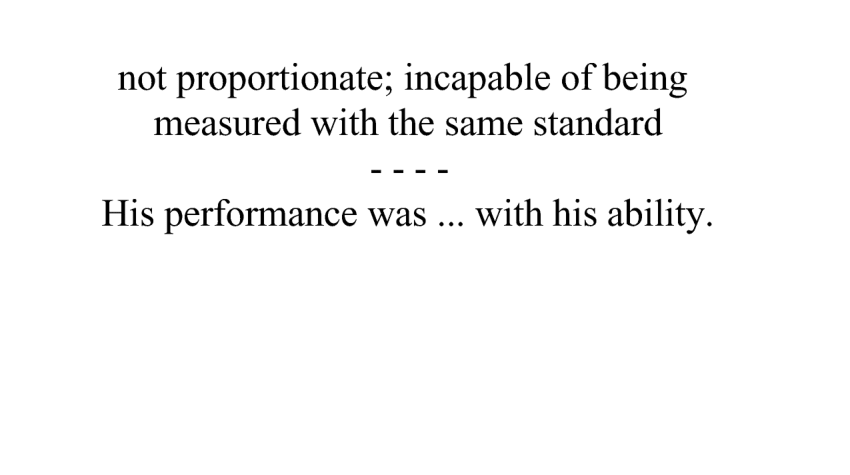 not proportionate; incapable of being
measured with the same standard
- - - -
His performance was ... with his ability.